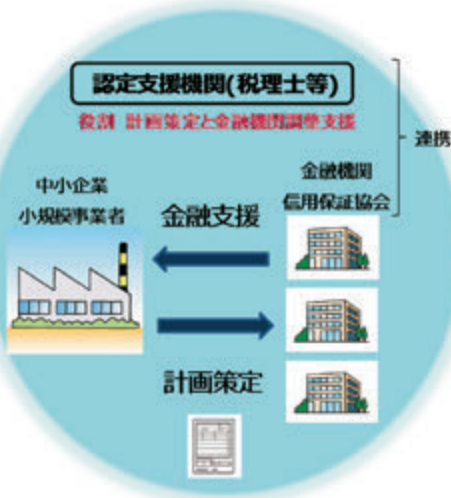 認定支援機関(税理士等)
役割 計画策定と金融機関調整支援
連携
中小企業
小規模事業者
金融支援
金融機関
信用保証協会
計画策定